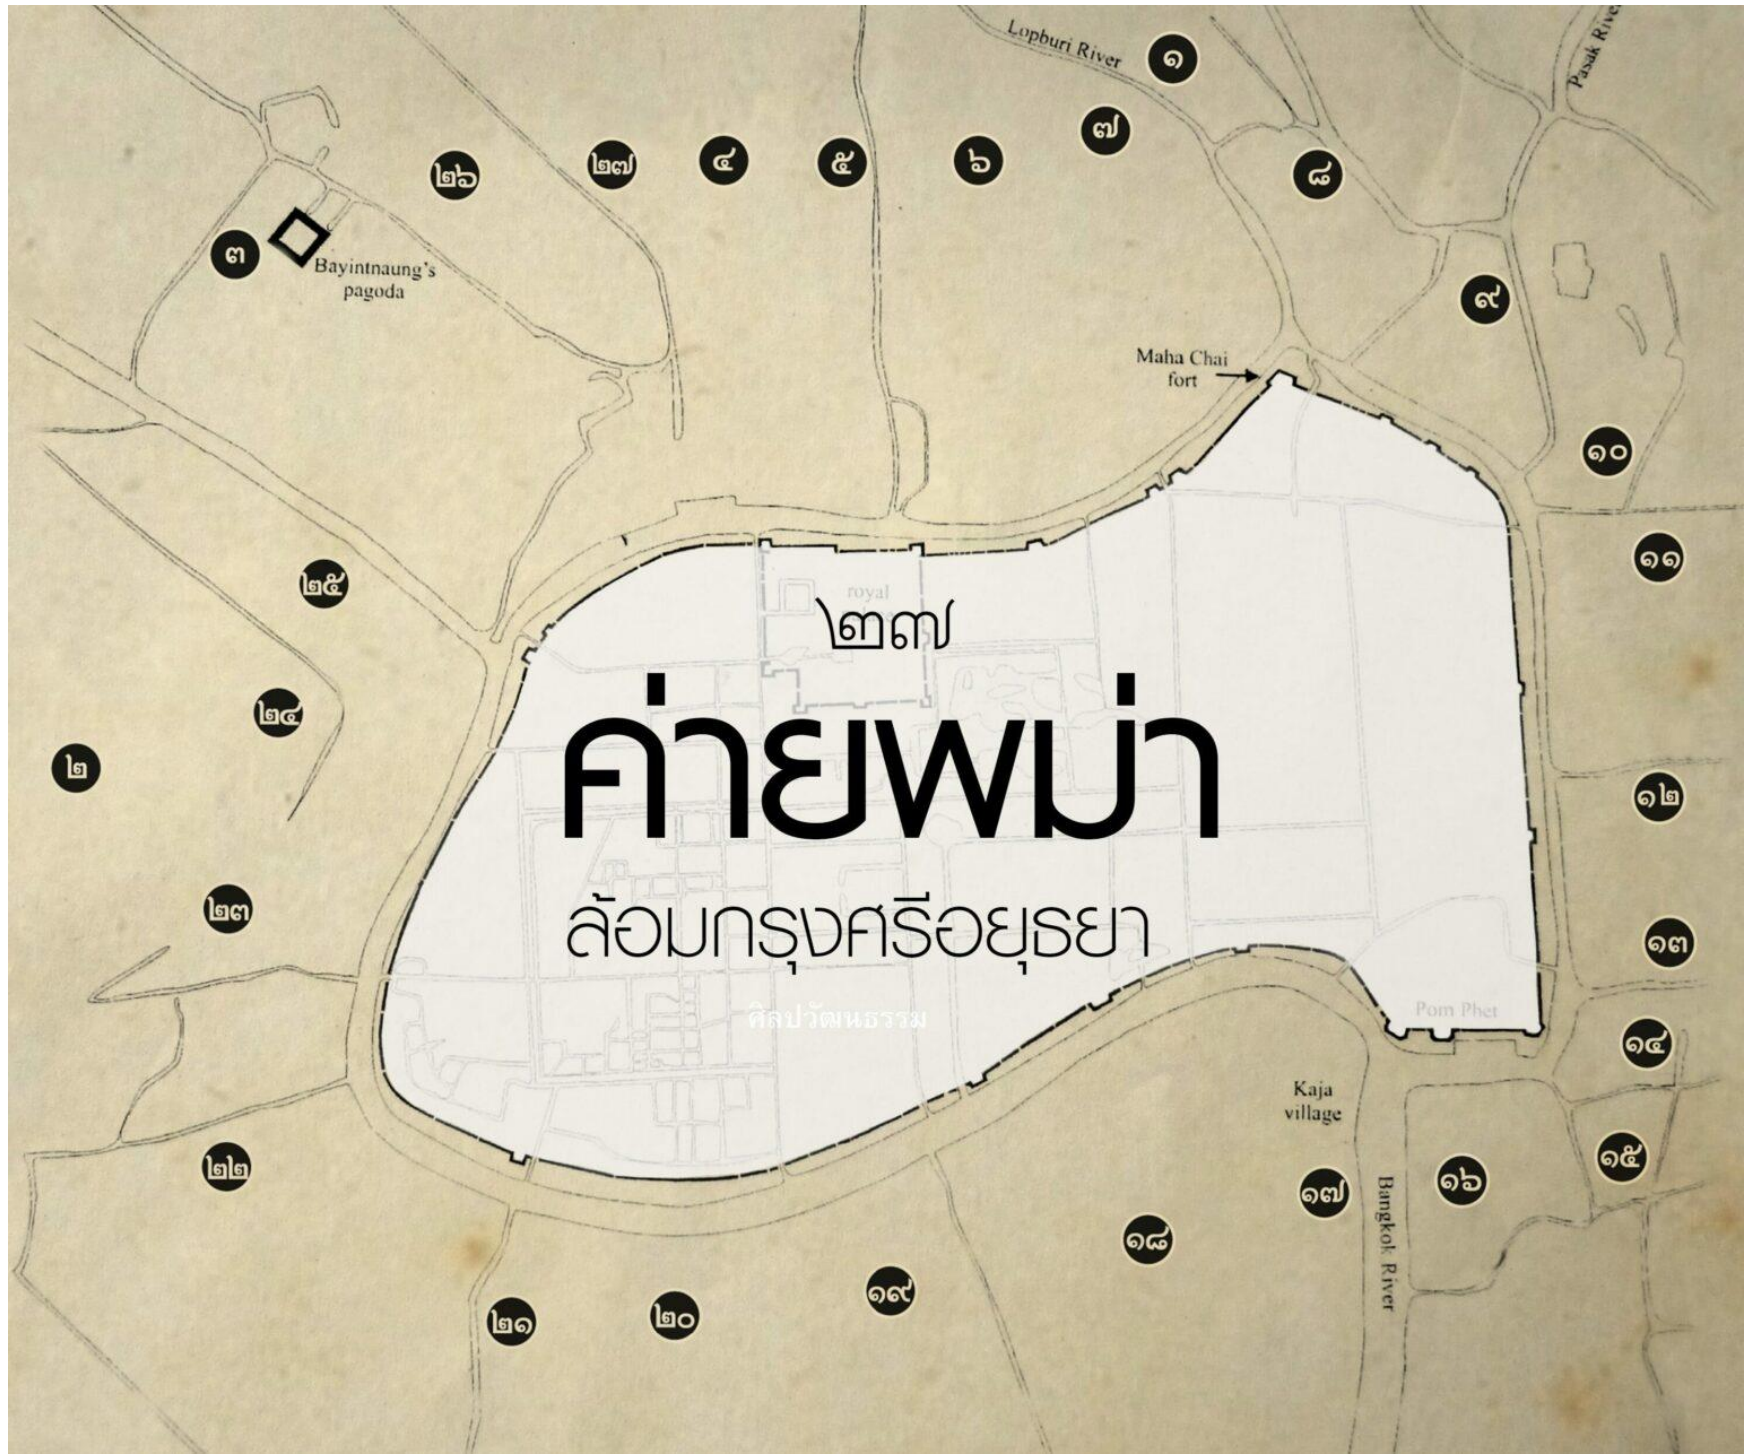 Lopburi River
๑
Pasak River
๗
๒๖
๒๗
๔
๕
๖
๘
๓
Bayintnaung's
pagoda
๙
Maha Chai
fort
๑๐
๑๑
๒๕
royal
๒๗
ค่ายพม่า
ล้อมกรุงศรีอยุธยา
ศิลปวัฒนธรรม
๒๔
๒
๑๒
๒๓
๑๓
Pom Phet
๑๔
Kaja
village
๒๒
๑๕
๑๖
๑๗
Bangkok River
๑๘
๑๙
๒๐
๒๑